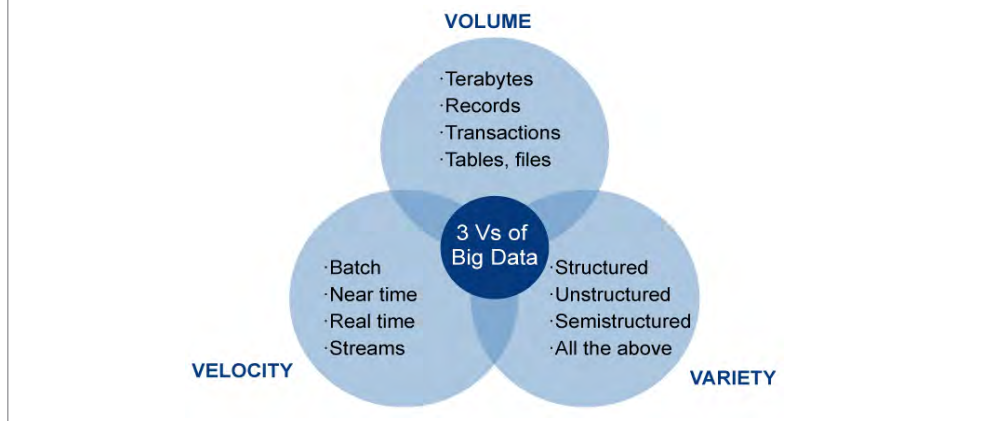 VOLUME
·Terabytes
·Records
·Transactions
·Tables, files
3 Vs of
Big Data
·Batch
·Near time
·Real time
·Streams
VELOCITY
·Structured
·Unstructured
·Semistructured
·All the above
VARIETY